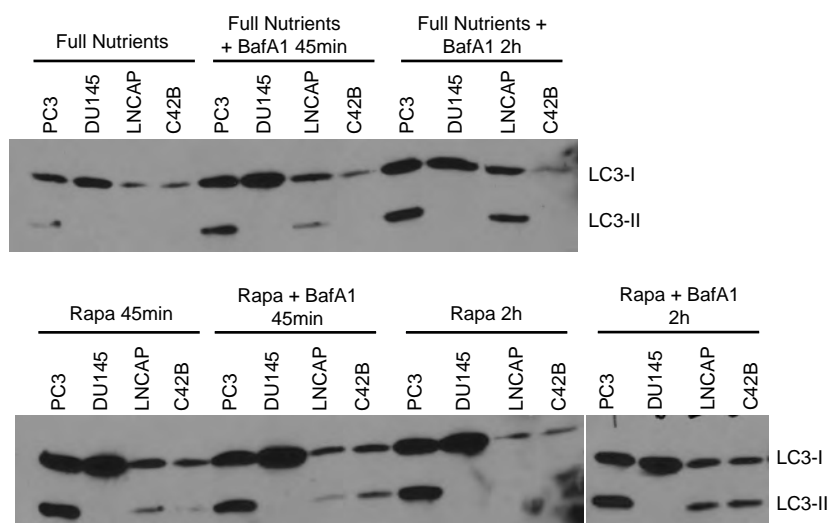 Full Nutrients
Full Nutrients
+ BafA1 45min
Full Nutrients +
BafA1 2h
PC3 DU145 LNCAP C42B PC3 DU145 LNCAP C42B PC3 DU145 LNCAP C42B
LC3-I
LC3-II
Rapa 45min
Rapa + BafA1
45min
Rapa 2h
Rapa + BafA1
2h
PC3 DU145 LNCAP C42B PC3 DU145 LNCAP C42B PC3 DU145 LNCAP C42B PC3 DU145 LNCAP C42B
LC3-I
LC3-II